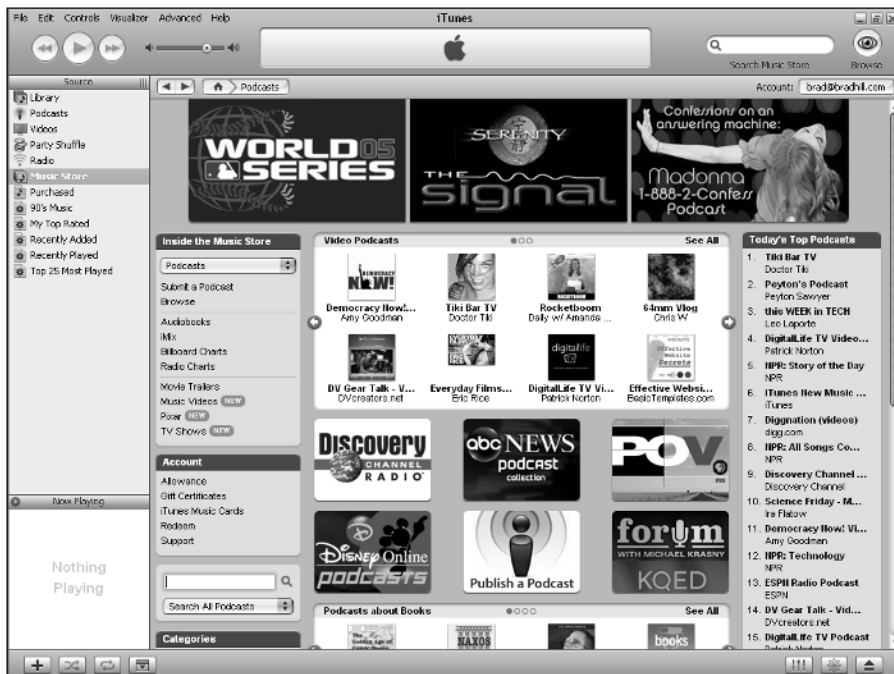 File Edit Controls Visualizer Advanced Help
iTunes
Search Music Store
Browse
Source
Podcasts
Account: brad@bradhill.com
Library
Podcasts
Videos
Party Shuffle
Radio
Music Store
Purchased
90's Music
My Top Rated
Recently Added
Recently Played
Top 25 Most Played
Now Playing
Nothing
Playing
WORLD 05
SERIES
SERENITY
THE
signal
Confessions on an
answering machine:
Madonna
1-888-2-Confess
Podcast
Inside the Music Store
Podcasts
Submit a Podcast
Browse
Audiobooks
iMix
Billboard Charts
Radio Charts
Movie Trailers
Music Videos NEW
Pixar NEW
TV Shows NEW
Account
Allowance
Gift Certificates
iTunes Music Cards
Redeem
Support
Search All Podcasts
Categories
Video Podcasts
See All
DEMOCRACY
NOW!
ROCKETBOOM
Democracy Now!... Tiki Bar TV Rocketboom 64mm Vlog
Amy Goodman Doctor Tiki Daily w/ Amanda ... Chris W
digitallife
Effective
Website
Secrets
DV Gear Talk - V... Everyday Films... DigitalLife TV Vi... Effective Websi...
DVcreators.net Eric Rice Patrick Norton BasicTemplates.com
DISCOVERY
CHANNEL
RADIO
abc NEWS
podcast
collection
POV
PBS
Disney Online
podcasts
Publish a Podcast
forum
WITH MICHAEL KRASNY
KQED
Podcasts about Books
See All
NAXOS
books
Today's Top Podcasts
1. Tiki Bar TV
Doctor Tiki
2. Peyton's Podcast
Peyton Sawyer
3. this WEEK in TECH
Leo Laporte
4. DigitalLife TV Video...
Patrick Norton
5. NPR: Story of the Day
NPR
6. iTunes New Music ...
iTunes
7. Diggnation (videos)
digg.com
8. NPR: All Songs Co...
NPR
9. Discovery Channel ...
Discovery Channel
10. Science Friday - M...
Ira Flatow
11. Democracy Now! Vi...
Amy Goodman
12. NPR: Technology
NPR
13. ESPN Radio Podcast
ESPN
14. DV Gear Talk - Vid...
DVcreators.net
15. DigitalLife TV Podcast
Patrick Norton